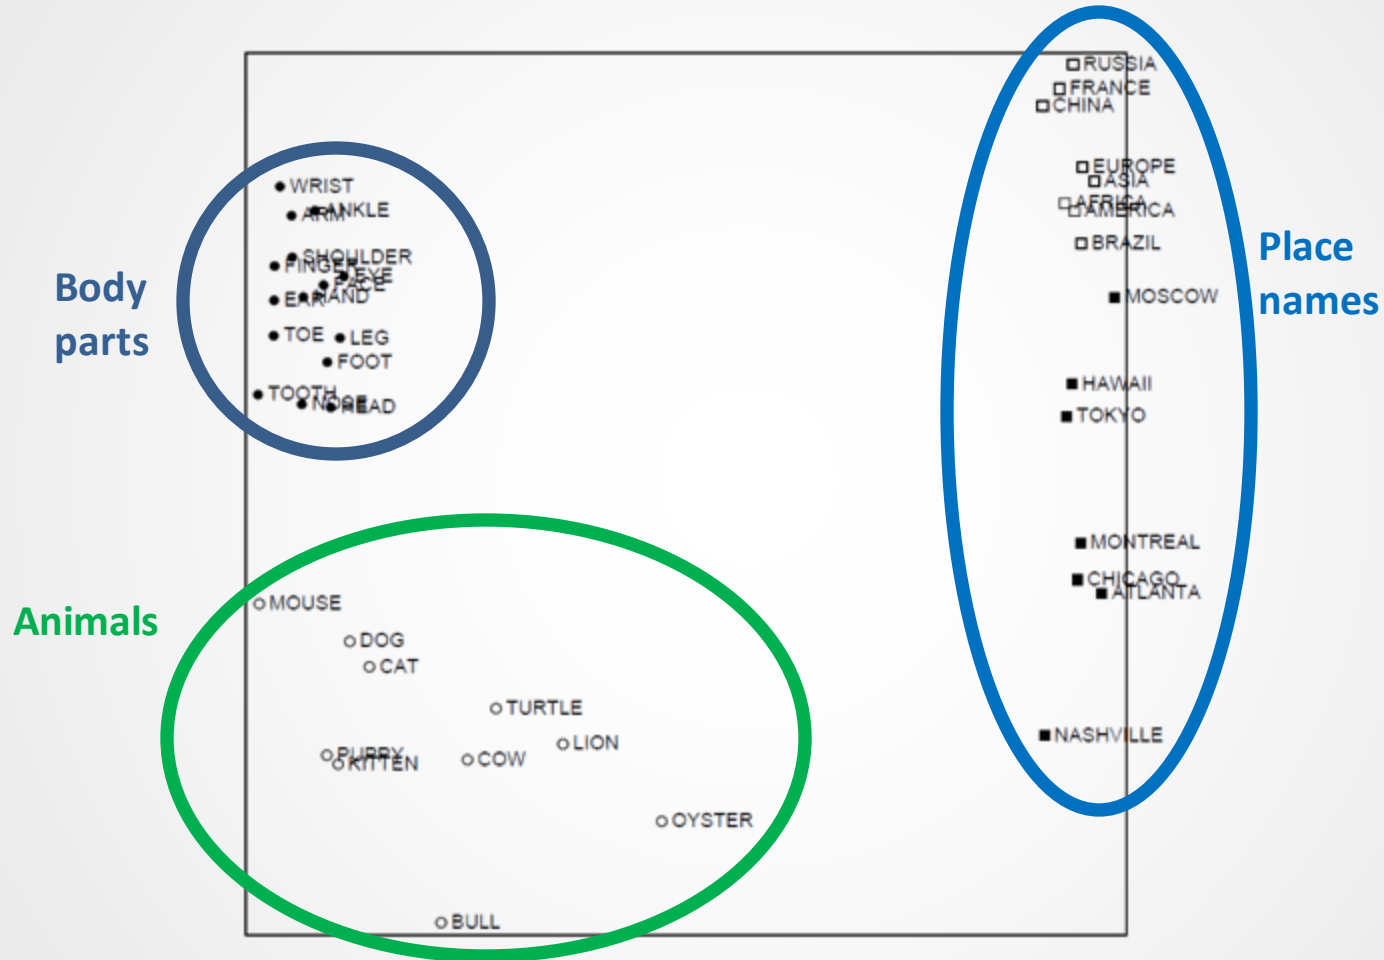 RUSSIA
FRANCE
CHINA
EUROPE
ASIA
AFRICA
AMERICA
BRAZIL
MOSCOW
HAWAII
TOKYO
MONTREAL
CHICAGO
ATLANTA
NASHVILLE
Place
names
WRIST
ANKLE
ARM
SHOULDER
FINGER
EYE
FACE
HAND
EAR
TOE
LEG
FOOT
TOOTH
NOSE
HEAD
Body
parts
Animals
MOUSE
DOG
CAT
TURTLE
LION
PUPPY
KITTEN
COW
OYSTER
BULL